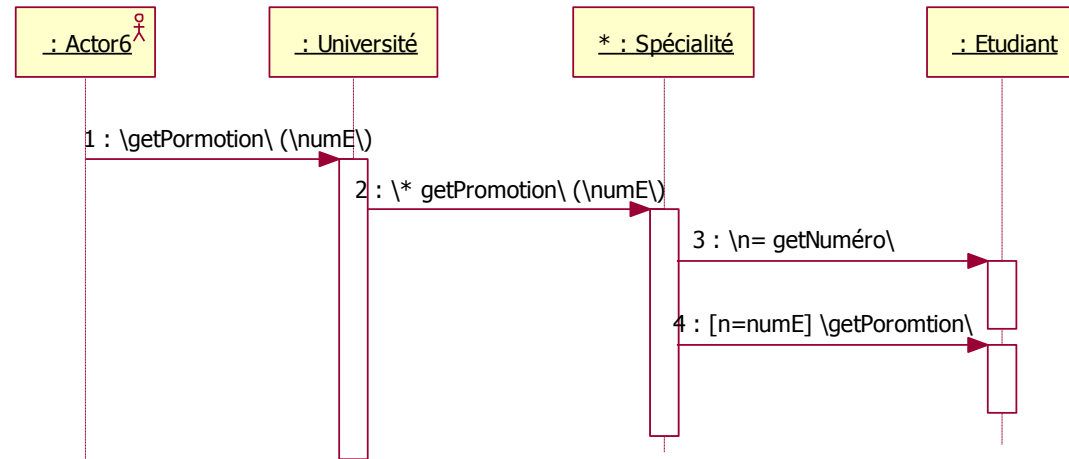 : Actor6
: Université
* : Spécialité
: Etudiant
1 : \getPormotion\ (\numE\)
2 : \* getPromotion\ (\numE\)
3 : \n= getNuméro\
4 : [n=numE] \getPoromtion\